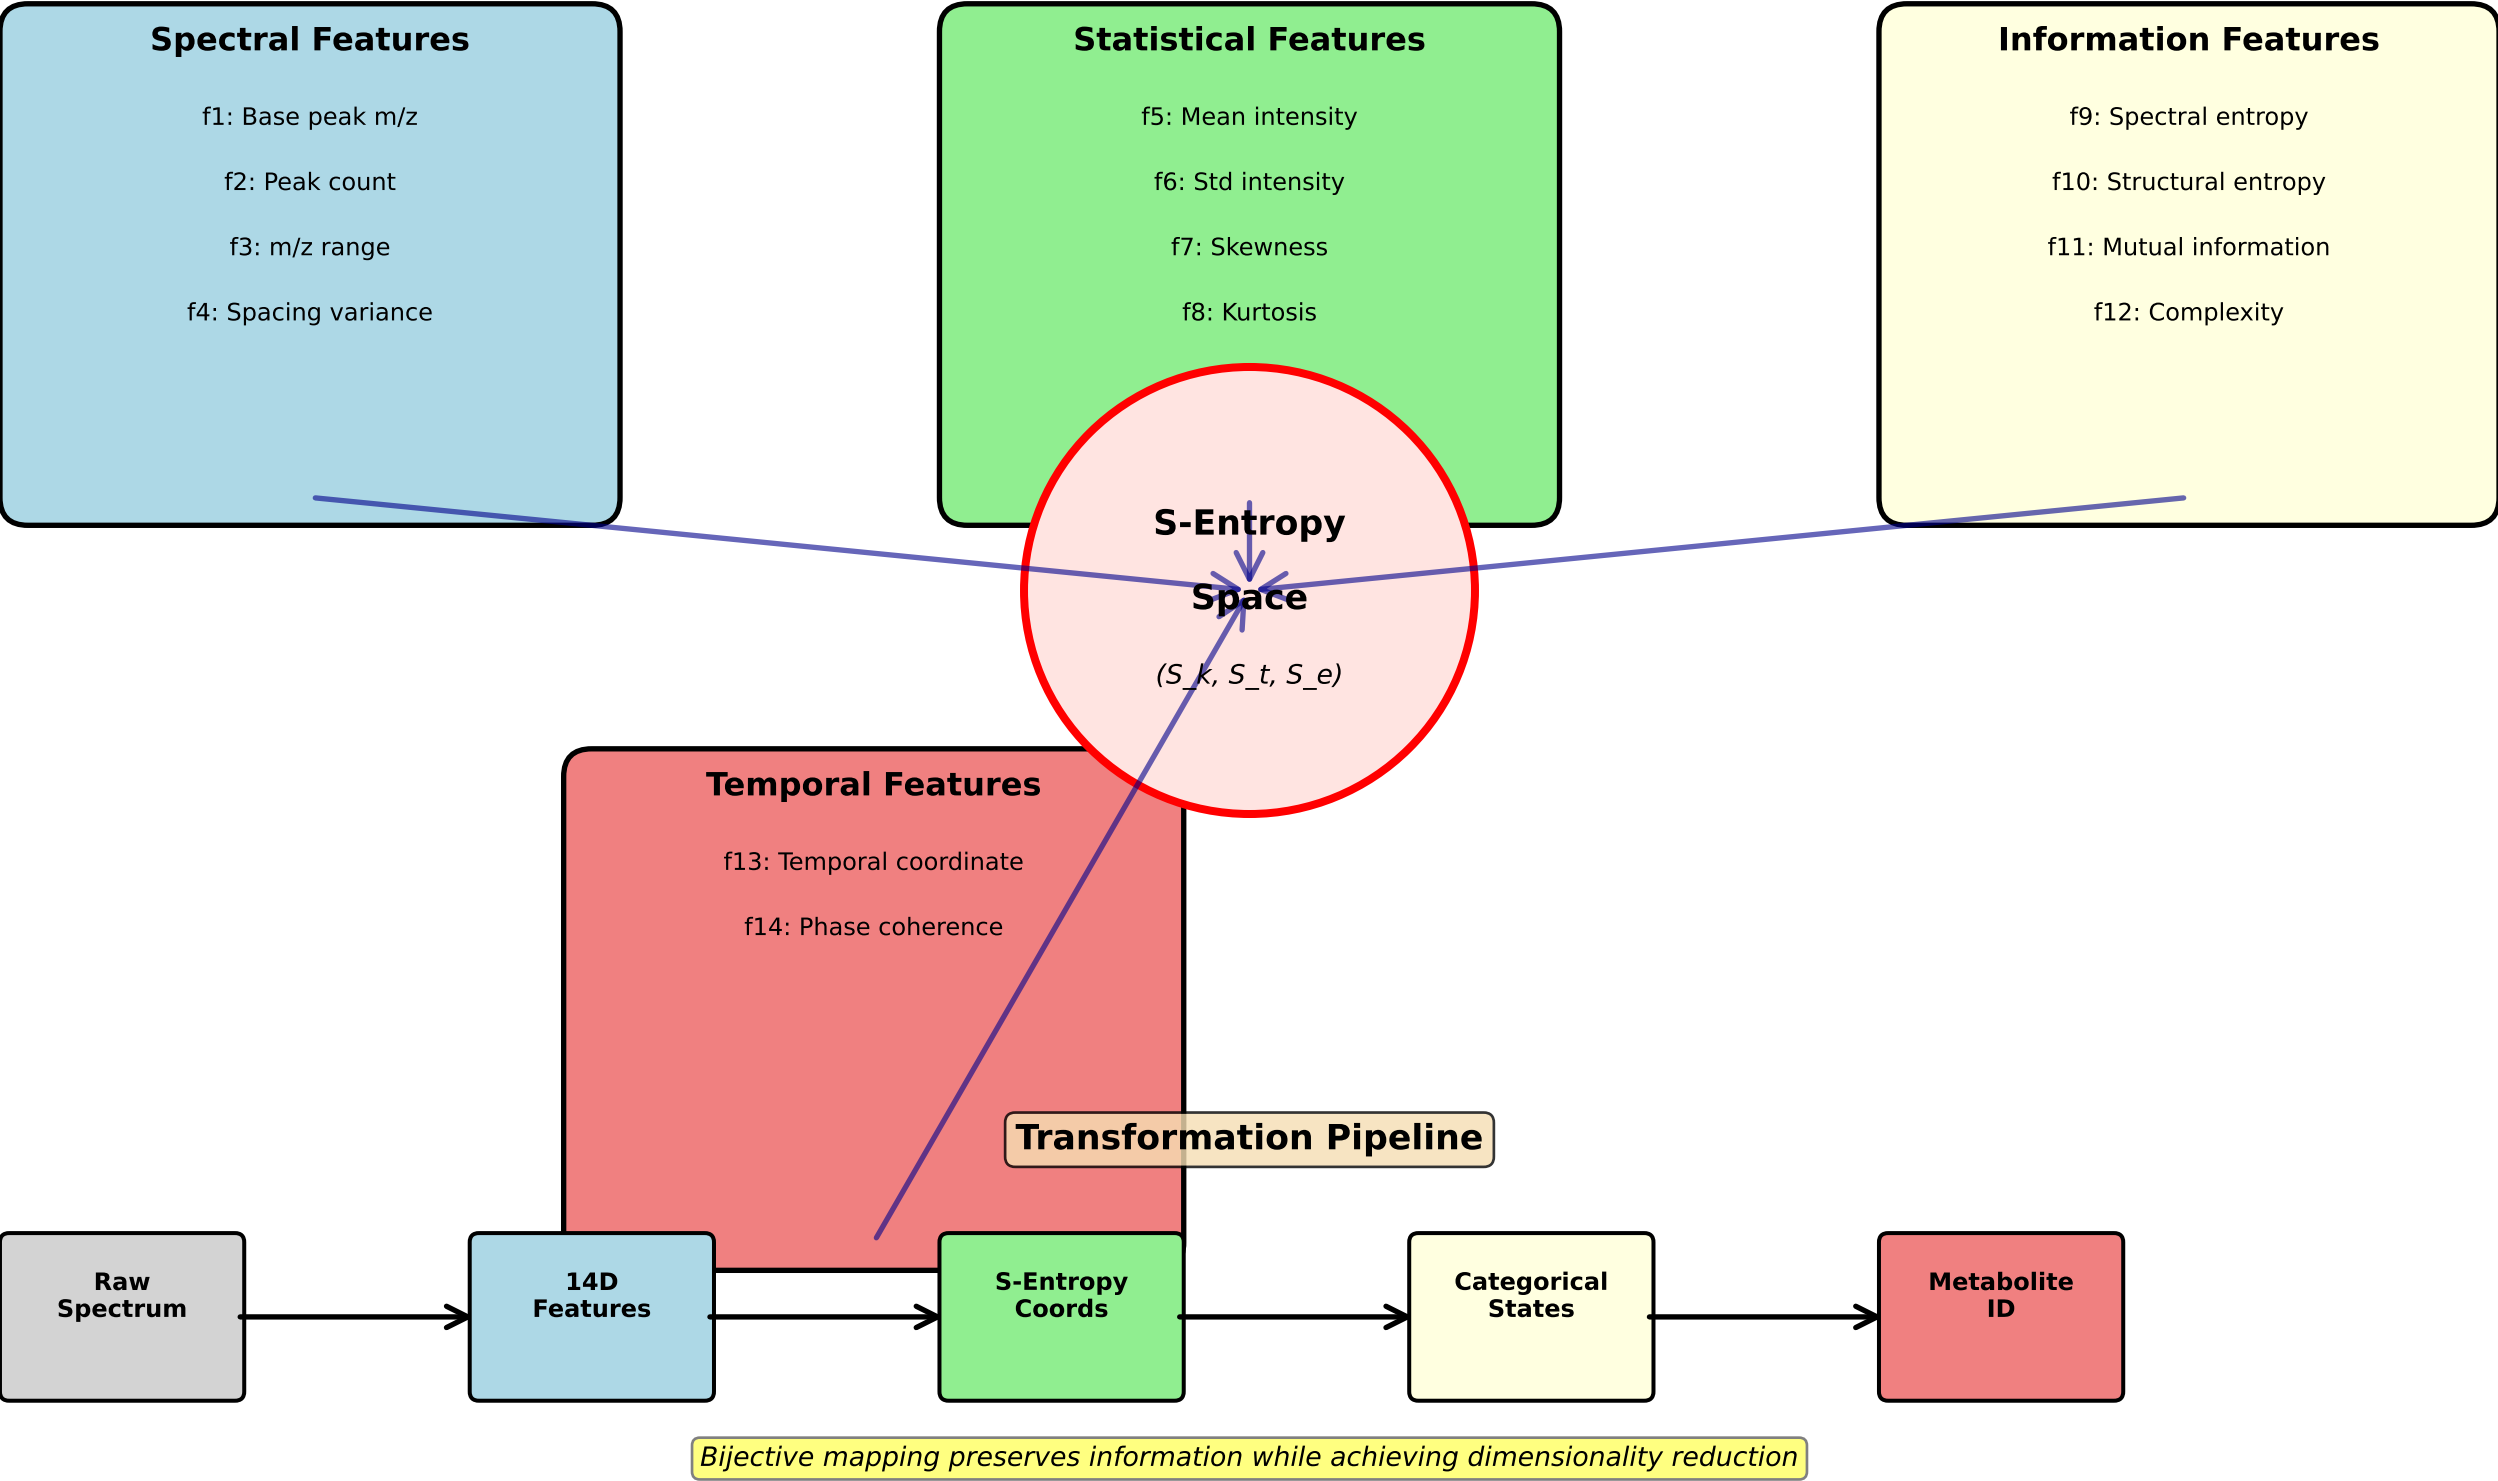 Spectral Features
f1: Base peak m/z
f2: Peak count
f3: m/z range
f4: Spacing variance
Statistical Features
f5: Mean intensity
f6: Std intensity
f7: Skewness
f8: Kurtosis
Information Features
f9: Spectral entropy
f10: Structural entropy
f11: Mutual information
f12: Complexity
S-Entropy
Space
(S_k, S_t, S_e)
Temporal Features
f13: Temporal coordinate
f14: Phase coherence
Transformation Pipeline
Raw
Spectrum
14D
Features
S-Entropy
Coords
Categorical
States
Metabolite
ID
Bijective mapping preserves information while achieving dimensionality reduction